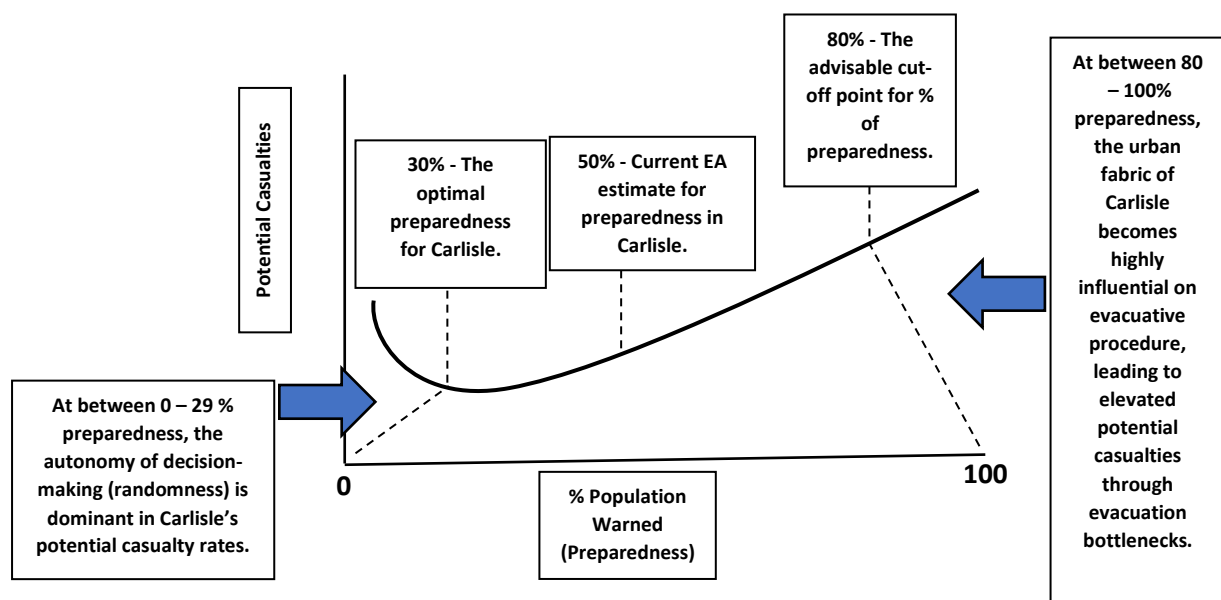 Potential Casualties
30% - The
optimal
preparedness
for Carlisle.
50% - Current EA
estimate for
preparedness in
Carlisle.
80% - The
advisable cut-
off point for %
of
preparedness.
At between 80
– 100%
preparedness,
the urban
fabric of
Carlisle
becomes
highly
influential on
evacuative
procedure,
leading to
elevated
potential
casualties
through
evacuation
bottlenecks.
At between 0 – 29 %
preparedness, the
autonomy of decision-
making (randomness) is
dominant in Carlisle’s
potential casualty rates.
0
100
% Population
Warned
(Preparedness)